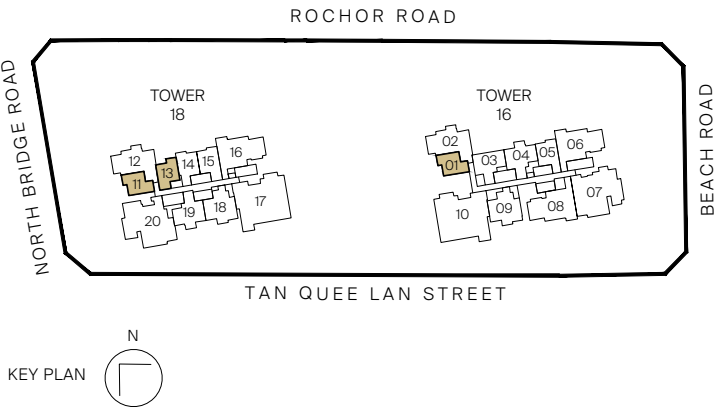 ROCHOR ROAD
NORTH BRIDGE ROAD
BEACH ROAD
TOWER
18
TOWER
16
12
11
13
14
15
16
17
18
19
20
02
01
03
04
05
06
07
08
09
10
TAN QUEE LAN STREET
N
KEY PLAN